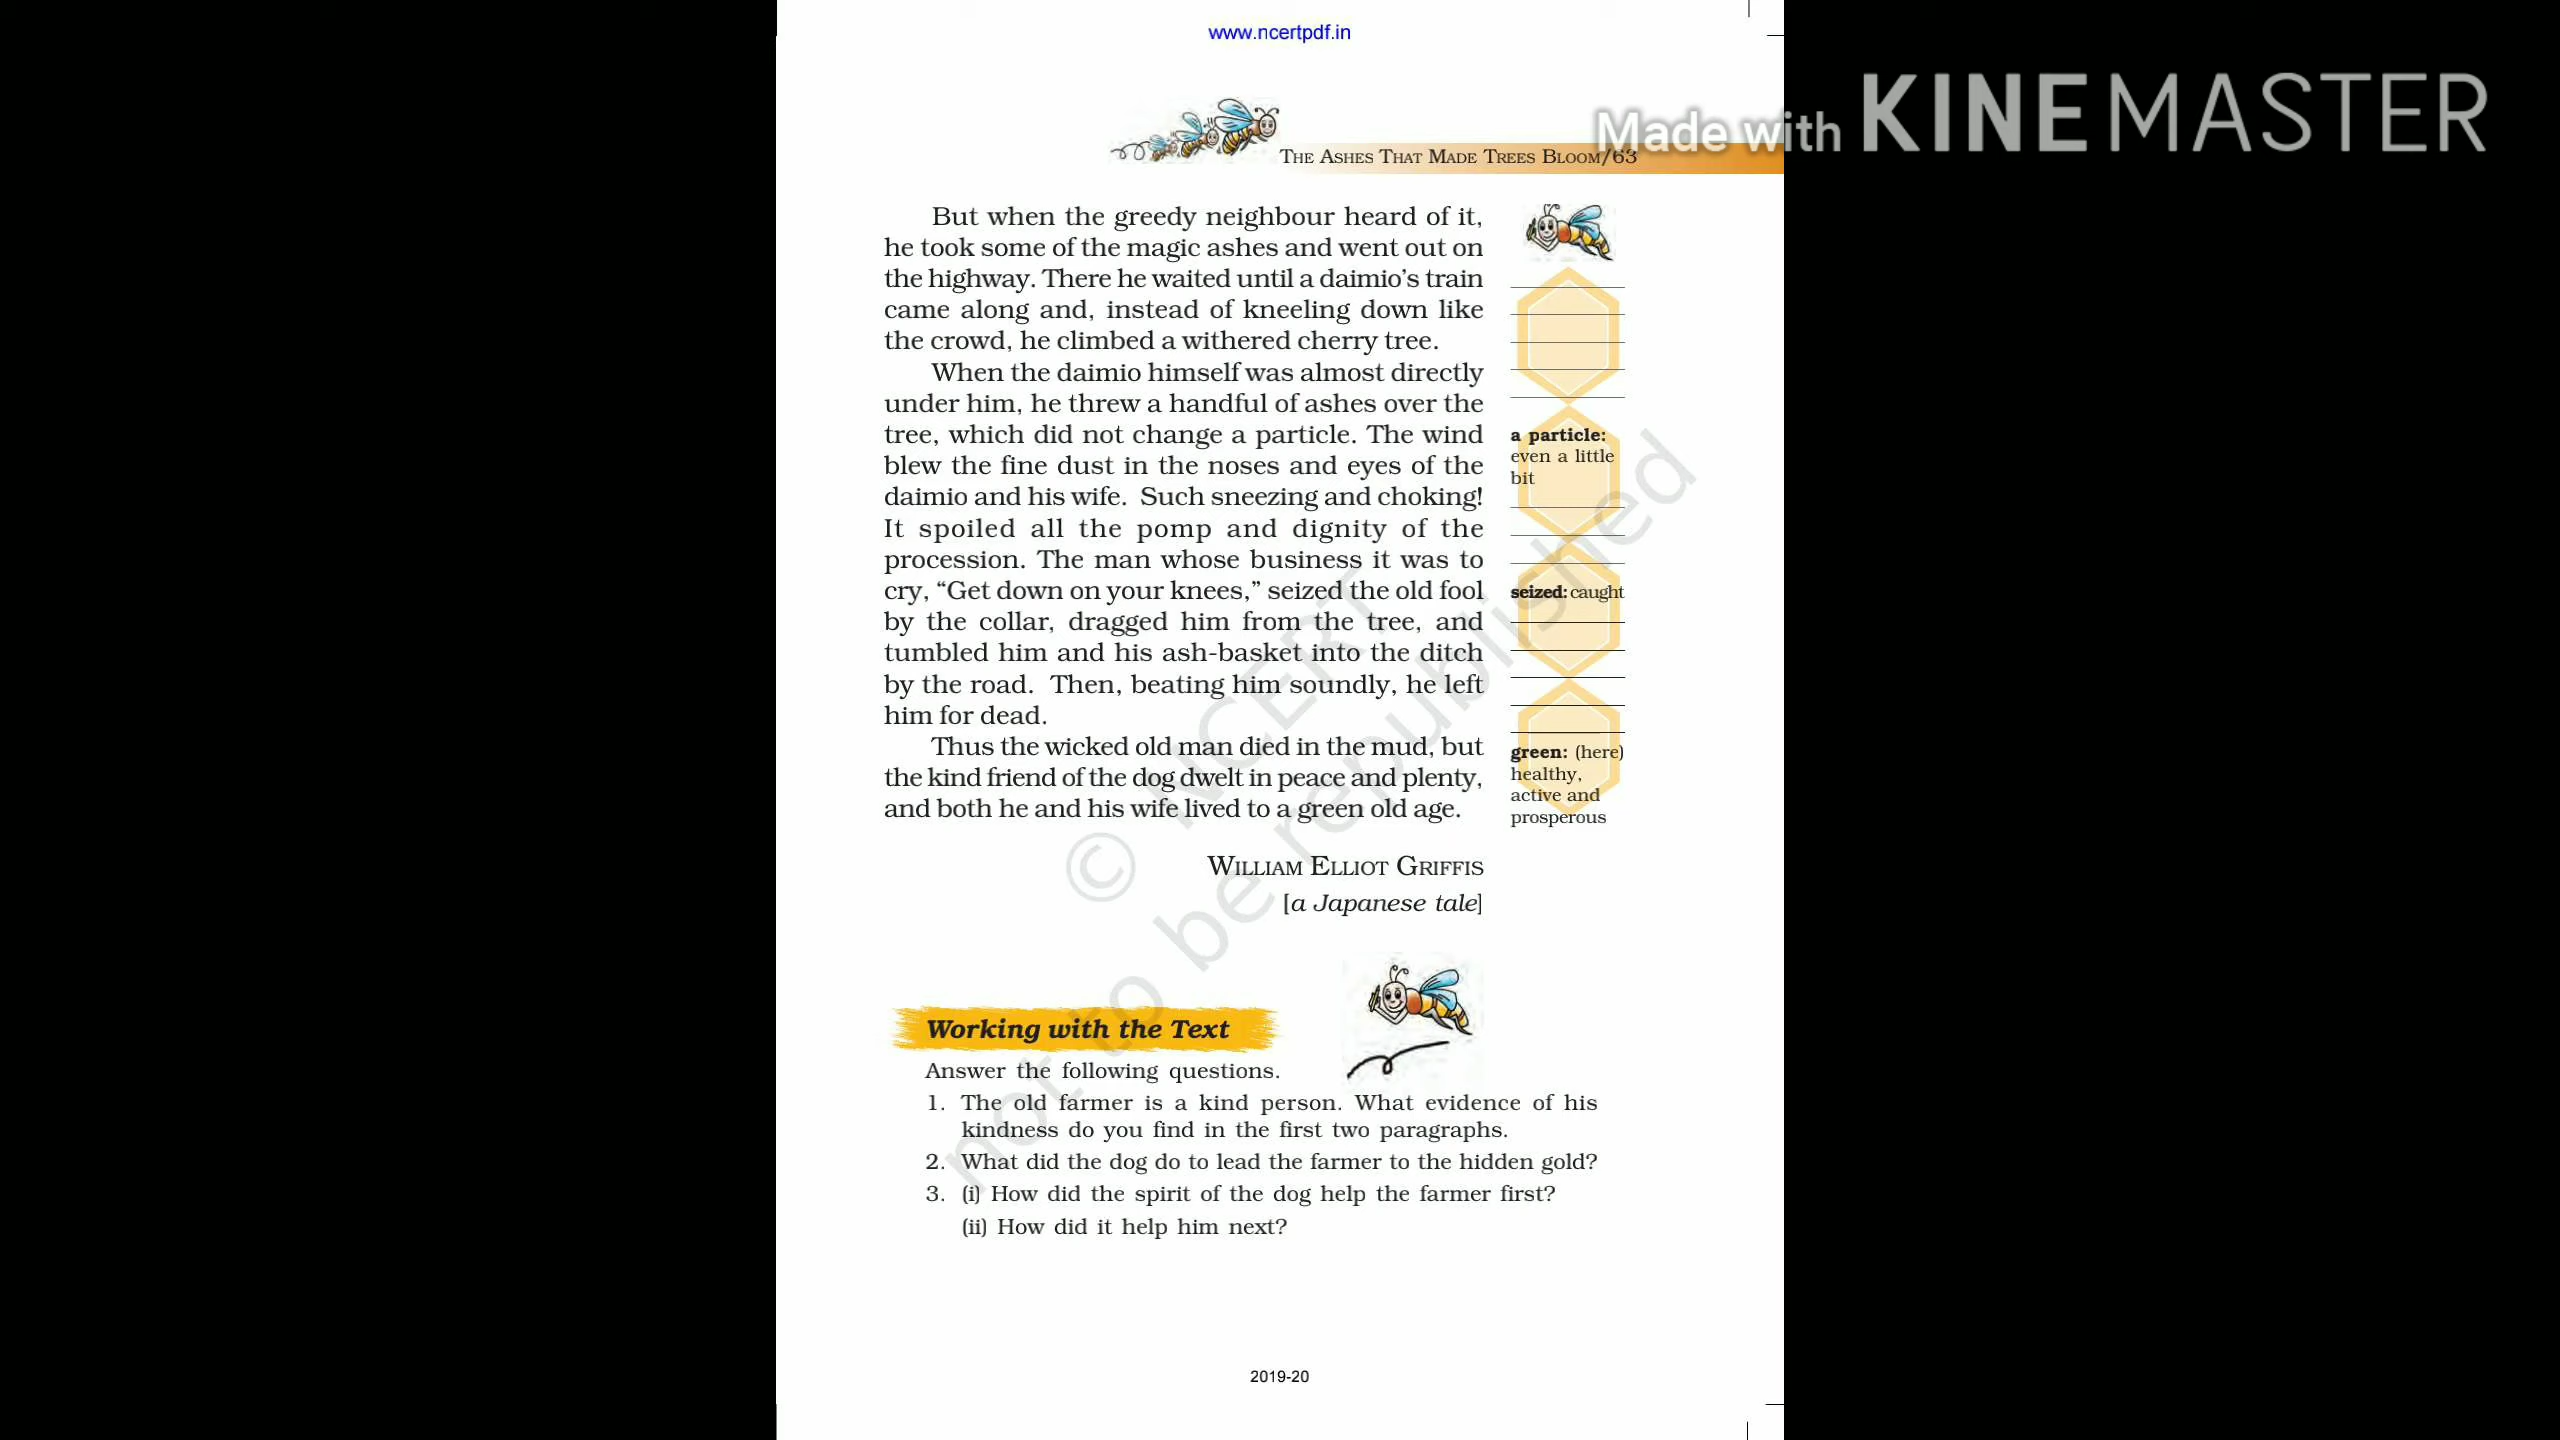 www.ncertpdf.in
Made with KINEMASTER
THE ASHES THAT MADE TREES BLOOM/63
But when the greedy neighbour heard of it,
he took some of the magic ashes and went out on
the highway. There he waited until a daimio's train
came along and, instead of kneeling down like
the crowd, he climbed a withered cherry tree.
When the daimio himself was almost directly
under him, he threw a handful of ashes over the
tree, which did not change a particle. The wind
blew the fine dust in the noses and eyes of the
daimio and his wife. Such sneezing and choking!
It spoiled all the pomp and dignity of the
procession. The man whose business it was to
cry, “Get down on your knees,” seized the old fool
by the collar, dragged him from the tree, and
tumbled him and his ash-basket into the ditch
by the road. Then, beating him soundly, he left
him for dead.
Thus the wicked old man died in the mud, but
the kind friend of the dog dwelt in peace and plenty,
and both he and his wife lived to a green old age.
a particle:
even a little
bit
seized: caught
green: (here)
healthy,
active and
prosperous
WILLIAM ELLIOT GRIFFIS
[a Japanese tale]
© NCERT
not to be republished
Working with the Text
Answer the following questions.
1. The old farmer is a kind person. What evidence of his
kindness do you find in the first two paragraphs.
2. What did the dog do to lead the farmer to the hidden gold?
3. (i) How did the spirit of the dog help the farmer first?
(ii) How did it help him next?
2019-20